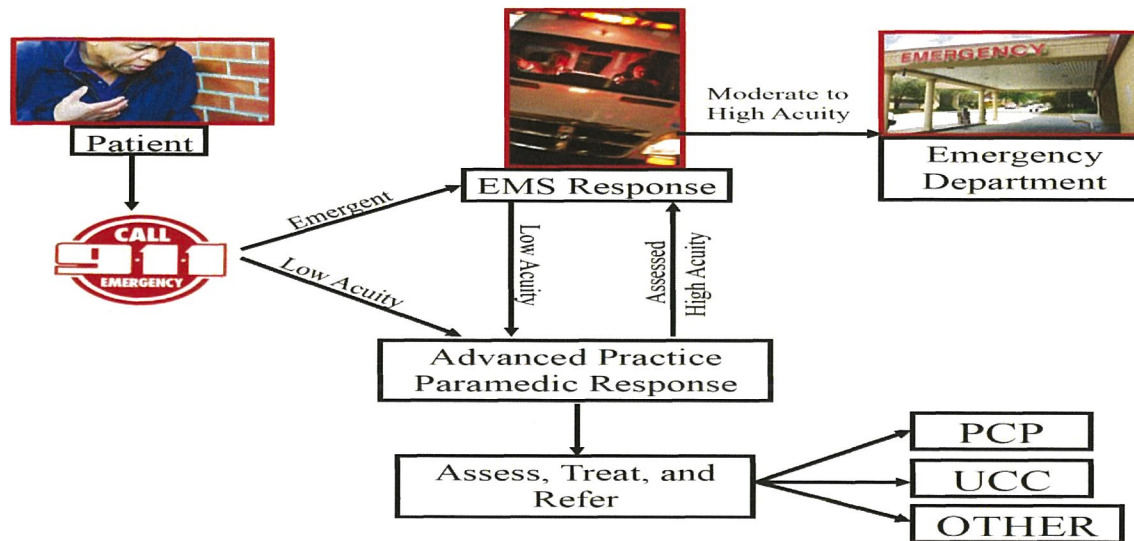 Patient
CALL
9-1-1
EMERGENCY
Emergent
Low Acuity
EMS Response
Moderate to
High Acuity
EMERGENCY
Emergency
Department
Low Acuity
Assessed
High Acuity
Advanced Practice
Paramedic Response
Assess, Treat, and
Refer
PCP
UCC
OTHER